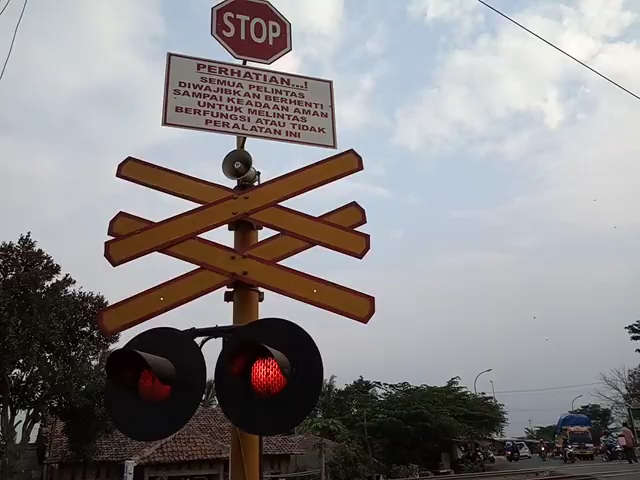 STOP
PERHATIAN...!
SEMUA PELINTAS
DIWAJIBKAN BERHENTI
SAMPAI KEADAAN AMAN
UNTUK MELINTAS
BERFUNGSI ATAU TIDAK
PERALATAN INI